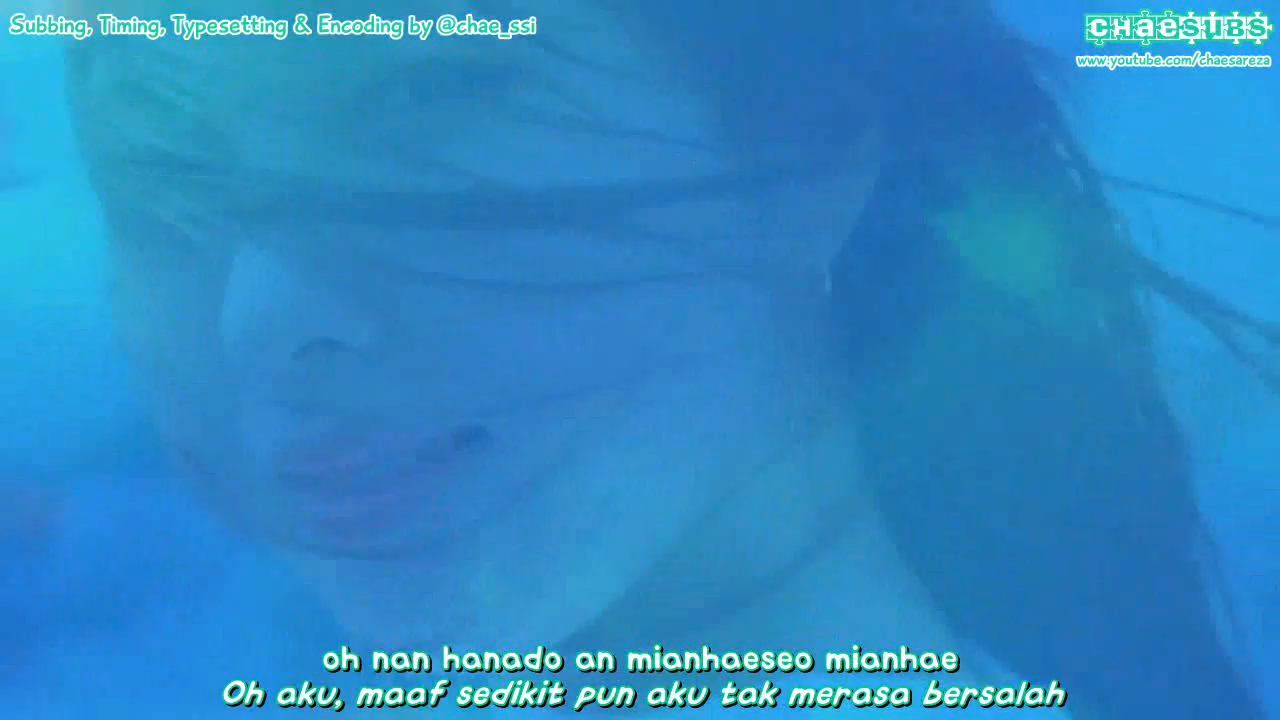 Subbing, Timing, Typesetting & Encoding by @chae_ssi
CHAESUBS
www.youtube.com/chaesareza
oh nan hanado an mianhaeseo mianhae
Oh aku, maaf sedikit pun aku tak merasa bersalah